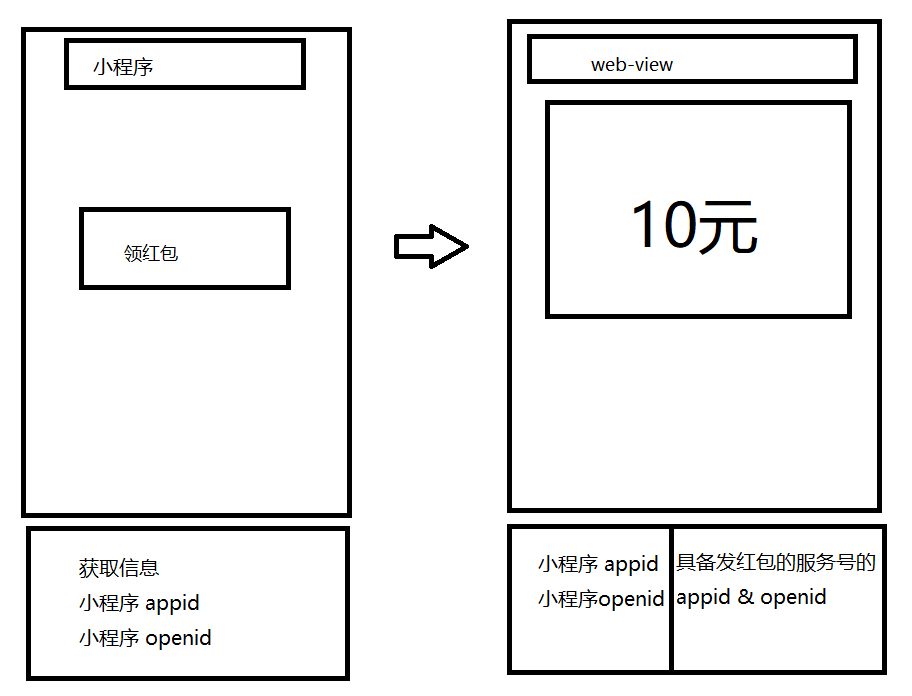 小程序
领红包
获取信息
小程序 appid
小程序 openid
web-view
10元
小程序 appid
小程序openid
具备发红包的服务号的
appid & openid